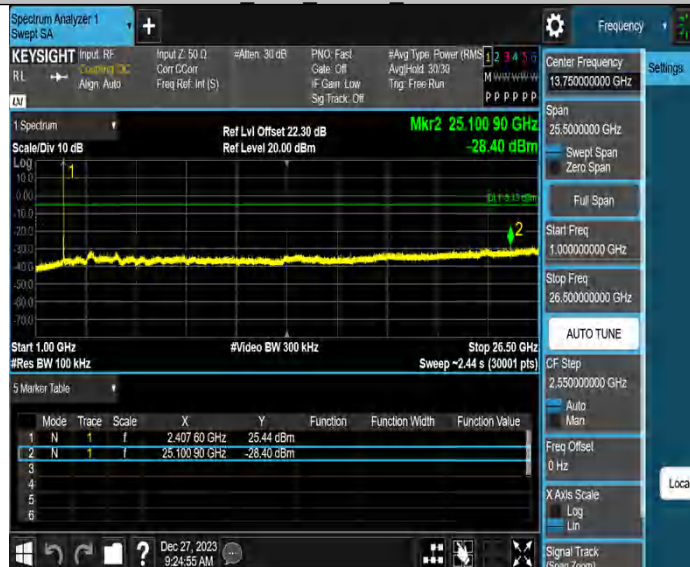 Spectrum Analyzer 1
Swept SA
Frequency
KEYSIGHT
Input: RF
Coupling: DC
Align: Auto
Input Z: 50 Ω
Corr CCorr
Freq Ref: Int (S)
#Atten: 30 dB
PNO: Fast
Gate: Off
IF Gain: Low
Sig Track: Off
#Avg Type: Power (RMS
Avg|Hold: 30/30
Trig: Free Run
1 2 3 4 5 6
M W W W W W
P P P P P P
RL
1 Spectrum
Scale/Div 10 dB
Ref Lvl Offset 22.30 dB
Ref Level 20.00 dBm
Mkr2 25.100 90 GHz
-28.40 dBm
Log
10.0
0.00
-10.0
-20.0
-30.0
-40.0
-50.0
-60.0
-70.0
1
2
Start 1.00 GHz
#Res BW 100 kHz
#Video BW 300 kHz
Stop 26.50 GHz
Sweep ~2.44 s (30001 pts)
5 Marker Table
Mode Trace Scale X Y Function Function Width Function Value
1 N 1 f 2.407 60 GHz 25.44 dBm
2 N 1 f 25.100 90 GHz -28.40 dBm
3
4
5
6
Dec 27, 2023
9:24:55 AM
Center Frequency
13.750000000 GHz
Settings
Span
25.5000000 GHz
Swept Span
Zero Span
Full Span
Start Freq
1.000000000 GHz
Stop Freq
26.500000000 GHz
AUTO TUNE
CF Step
2.550000000 GHz
Auto
Man
Freq Offset
0 Hz
Loca
X Axis Scale
Log
Lin
Signal Track
(Span Zoom)